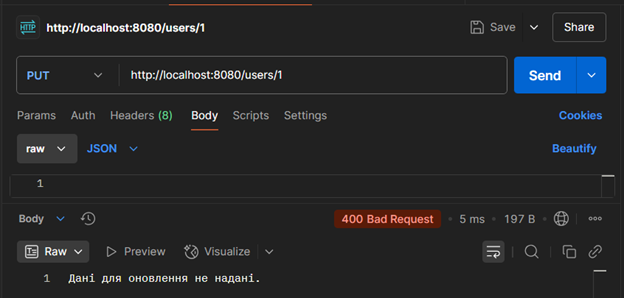 HTTP http://localhost:8080/users/1 Save Share
PUT http://localhost:8080/users/1 Send
Params Auth Headers (8) Body Scripts Settings Cookies
raw JSON Beautify
1
Body 400 Bad Request • 5 ms • 197 B •
Raw Preview Visualize
1 Дані для оновлення не надані.